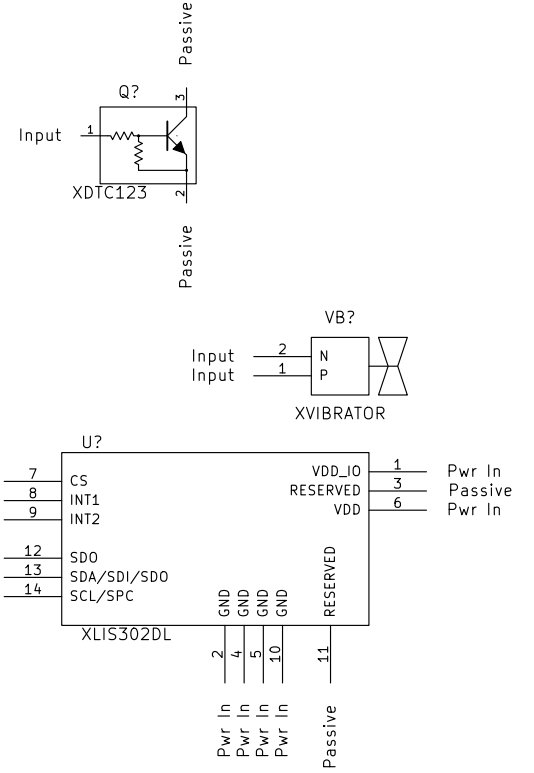 Passive
Q?
3
Input
1
XDTC123
2
Passive
VB?
Input 2 N
Input 1 P
XVIBRATOR
U?
7 CS
8 INT1
9 INT2
12 SDO
13 SDA/SDI/SDO
14 SCL/SPC
VDD_IO 1 Pwr In
RESERVED 3 Passive
VDD 6 Pwr In
GND 2 Pwr In
GND 4 Pwr In
GND 5 Pwr In
GND 10 Pwr In
RESERVED 11 Passive
XLIS302DL